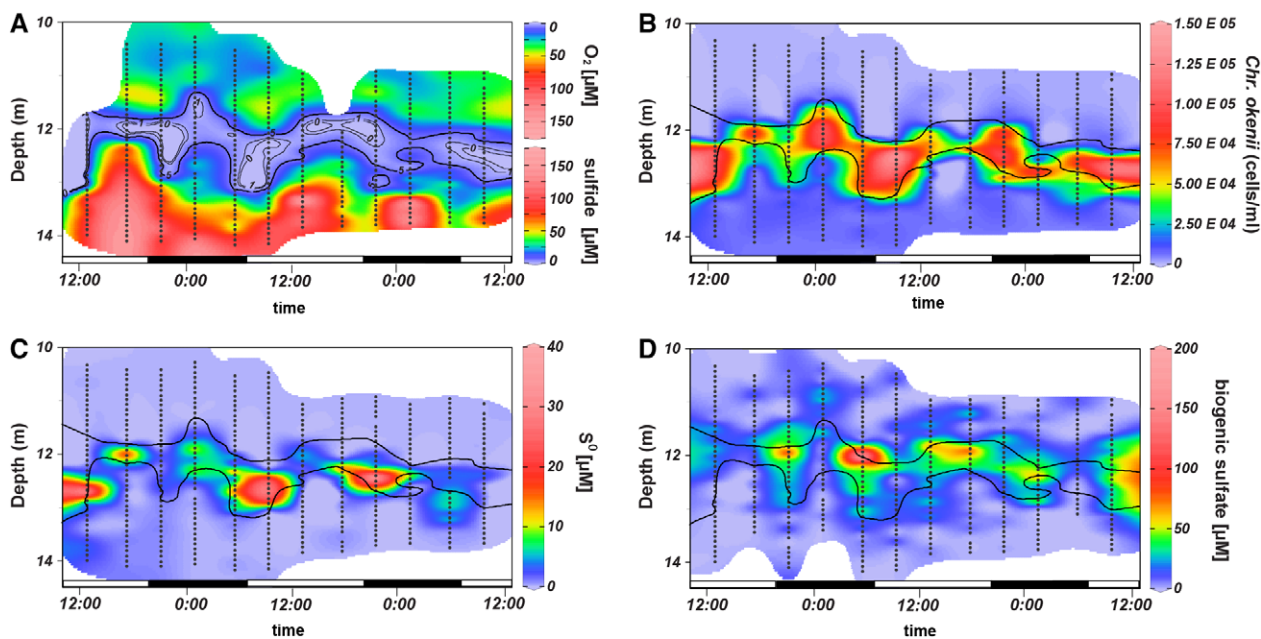 A
10
12
14
Depth (m)
12:00 0:00 12:00 0:00 12:00
time
0
50
100
150
O2 [µM]
150
100
50
0
sulfide [µM]
B
10
12
14
Depth (m)
12:00 0:00 12:00 0:00 12:00
time
1.50 E 05
1.25 E 05
1.00 E 05
7.50 E 04
5.00 E 04
2.50 E 04
0
Chr. okenii (cells/ml)
C
10
12
14
Depth (m)
12:00 0:00 12:00 0:00 12:00
time
40
30
20
10
0
S⁰ [µM]
D
10
12
14
Depth (m)
12:00 0:00 12:00 0:00 12:00
time
200
150
100
50
0
biogenic sulfate [µM]